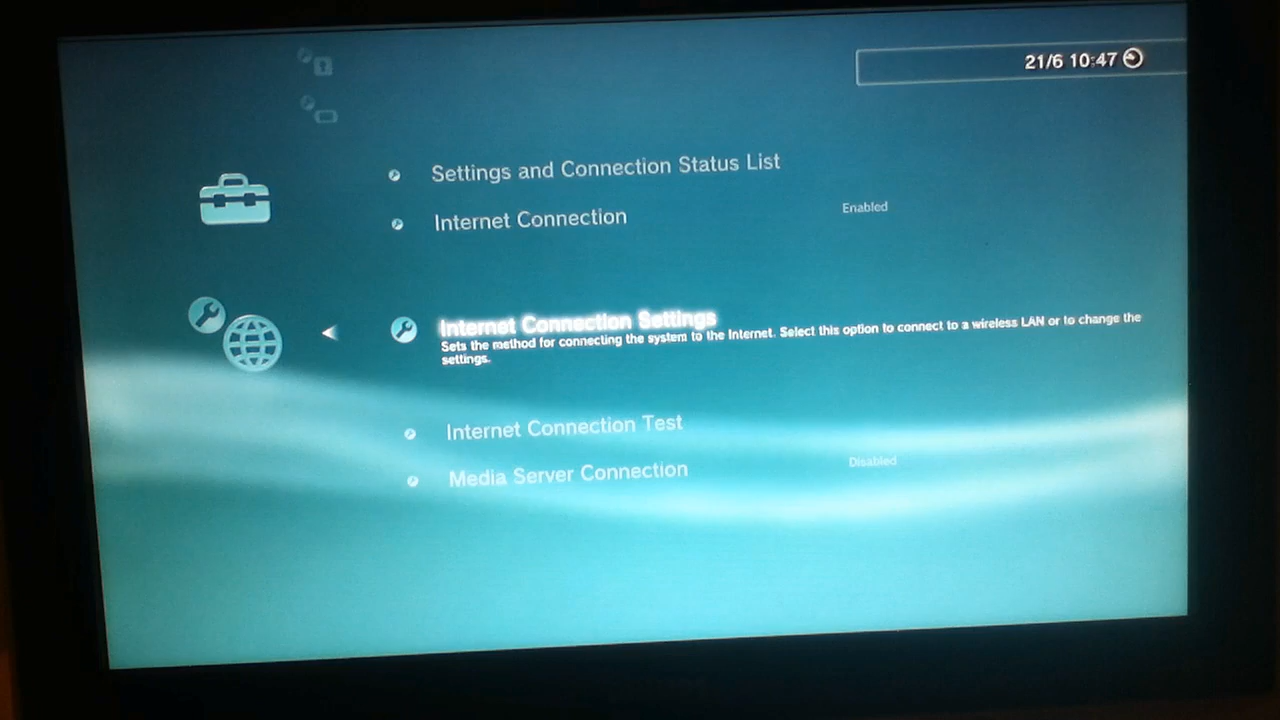 21/6 10:47
Settings and Connection Status List
Internet Connection Enabled
Internet Connection Settings
Sets the method for connecting the system to the Internet. Select this option to connect to a wireless LAN or to change the
settings.
Internet Connection Test
Media Server Connection Disabled